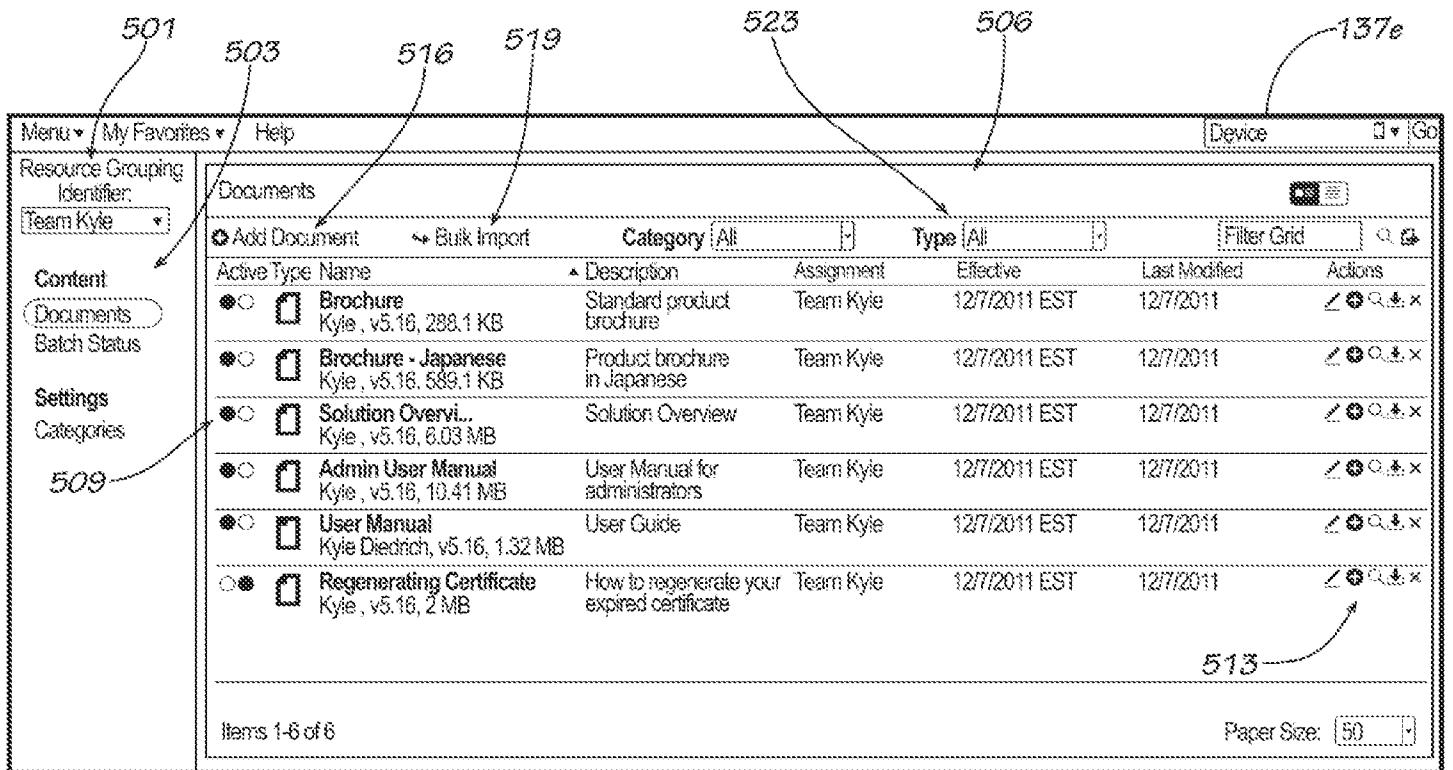 501 503 516 519 523 506 137e
Menu My Favorites Help Device Go
Resource Grouping
Identifier:
Team Kyle
Content
Documents
Batch Status
Settings
Categories
509
Documents
Add Document Bulk Import Category All Type All Filter Grid
Active Type Name Description Assignment Effective Last Modified Actions
Brochure Standard product Team Kyle 12/7/2011 EST 12/7/2011
Kyle , v5.16, 288.1 KB brochure
Brochure - Japanese Product brochure Team Kyle 12/7/2011 EST 12/7/2011
Kyle , v5.16. 589.1 KB in Japanese
Solution Overvi... Solution Overview Team Kyle 12/7/2011 EST 12/7/2011
Kyle , v5.16, 6.03 MB
Admin User Manual User Manual for Team Kyle 12/7/2011 EST 12/7/2011
Kyle , v5.16, 10.41 MB administrators
User Manual User Guide Team Kyle 12/7/2011 EST 12/7/2011
Kyle Diedrich, v5.16, 1.32 MB
Regenerating Certificate How to regenerate your Team Kyle 12/7/2011 EST 12/7/2011
Kyle , v5.16, 2 MB expired certificate
513
Items 1-6 of 6 Paper Size: 50